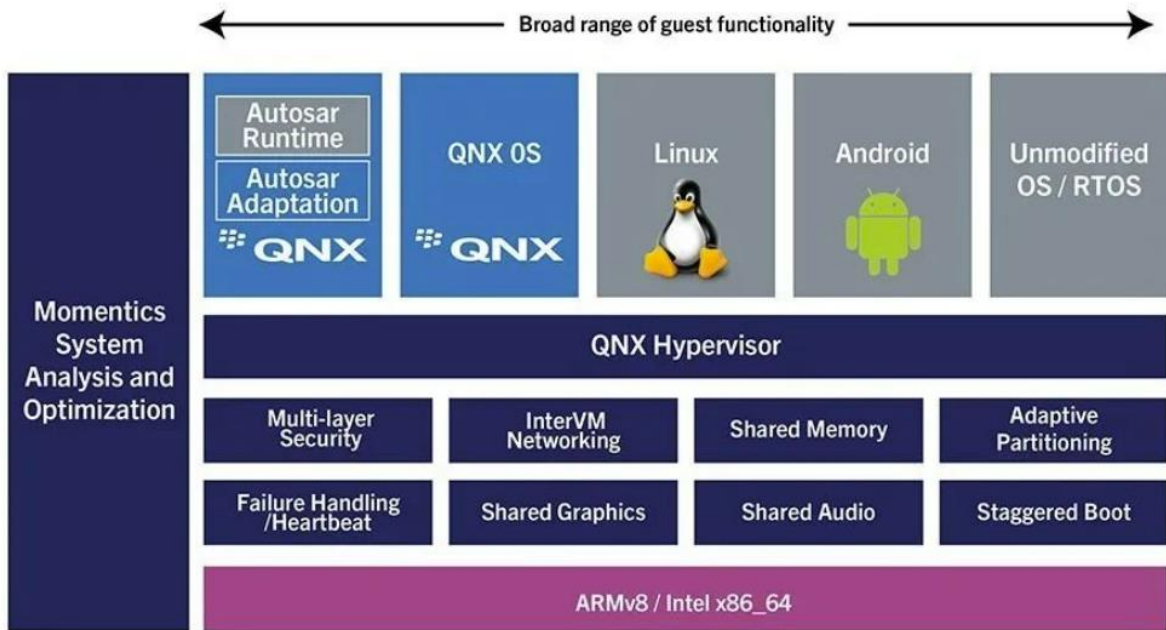 Broad range of guest functionality
Momentics
System
Analysis and
Optimization
Autosar
Runtime
Autosar
Adaptation
QNX
QNX OS
QNX
Linux
Android
Unmodified
OS / RTOS
QNX Hypervisor
Multi-layer
Security
InterVM
Networking
Shared Memory
Adaptive
Partitioning
Failure Handling
/Heartbeat
Shared Graphics
Shared Audio
Staggered Boot
ARMv8 / Intel x86_64